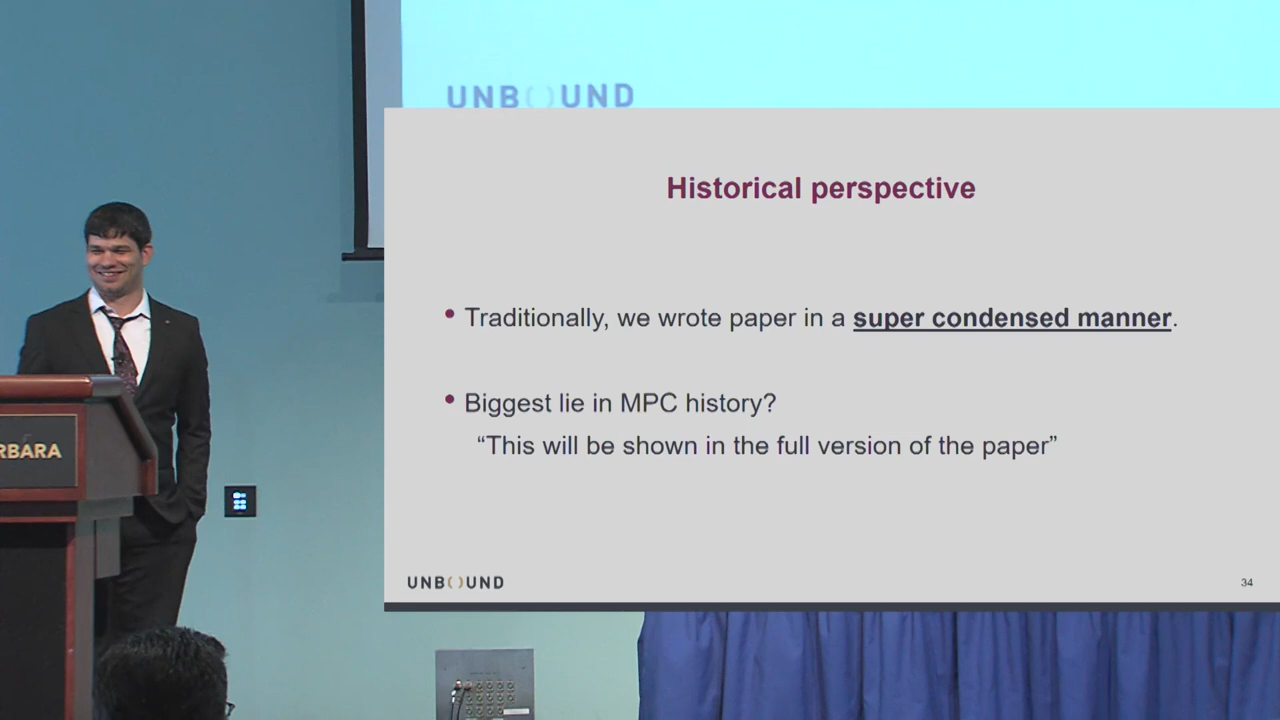 UNB()UND
Historical perspective
• Traditionally, we wrote paper in a super condensed manner.
• Biggest lie in MPC history?
“This will be shown in the full version of the paper”
UNB()UND
34
RBARA